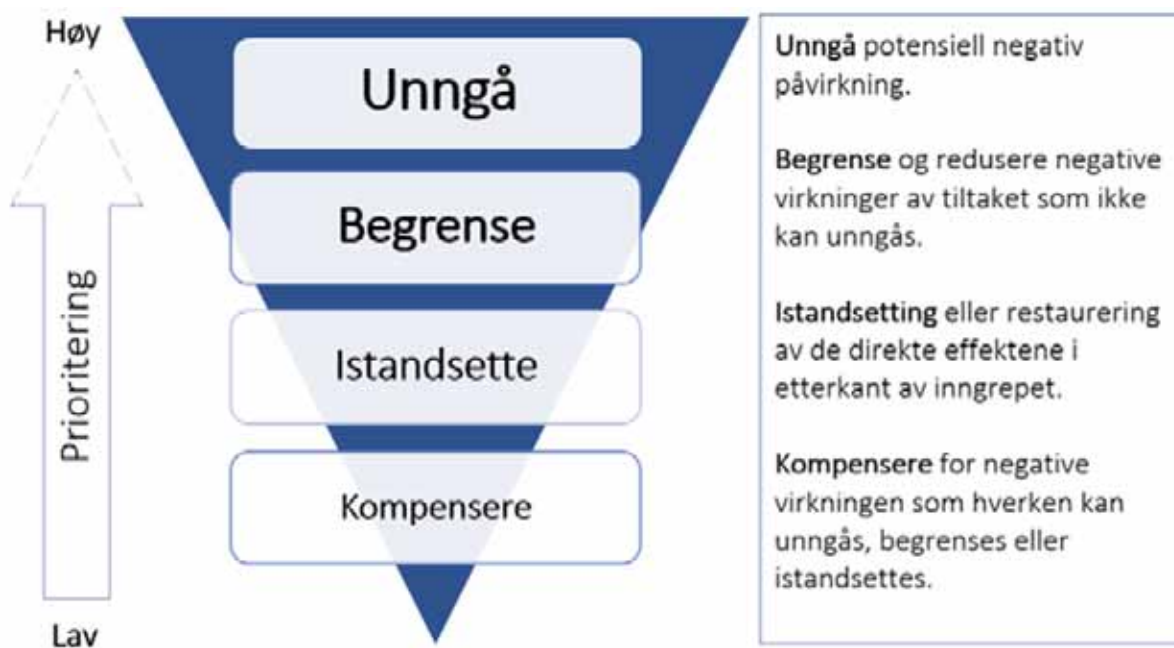 Høy
Prioritering
Lav
Unngå
Begrense
Istandsette
Kompensere
Unngå potensiell negativ
påvirkning.
Begrense og redusere negative
virkninger av tiltaket som ikke
kan unngås.
Istandsetting eller restaurering
av de direkte effektene i
etterkant av inngrepet.
Kompensere for negative
virkningen som hverken kan
unngås, begrenses eller
istandsettes.